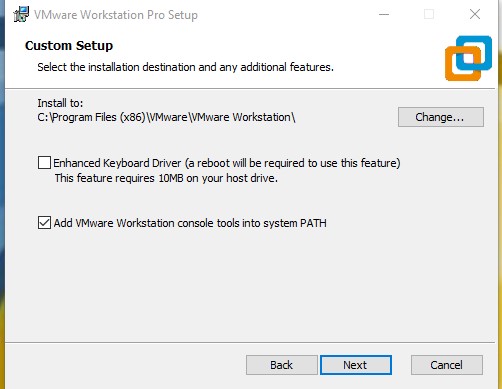 VMware Workstation Pro Setup
Custom Setup
Select the installation destination and any additional features.
Install to:
C:\Program Files (x86)\VMware\VMware Workstation\
Change...
Enhanced Keyboard Driver (a reboot will be required to use this feature)
This feature requires 10MB on your host drive.
Add VMware Workstation console tools into system PATH
Back
Next
Cancel